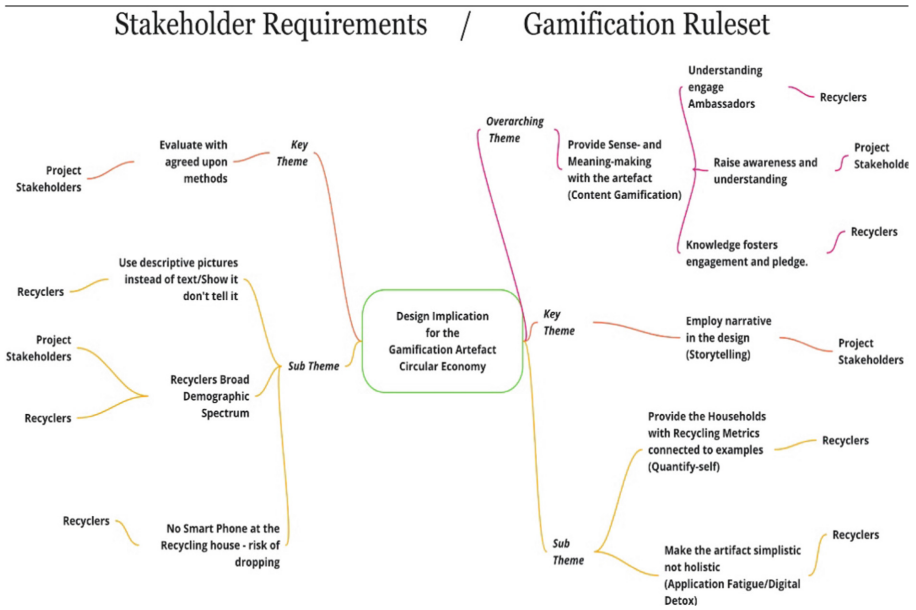 Stakeholder Requirements / Gamification Ruleset
Key
Theme
Evaluate with
agreed upon
methods
Project
Stakeholders
Sub Theme
Use descriptive pictures
instead of text/Show it
don't tell it
Recyclers
Recyclers Broad
Demographic
Spectrum
Project
Stakeholders
Recyclers
No Smart Phone at the
Recycling house - risk of
dropping
Recyclers
Design Implication
for the
Gamification Artefact
Circular Economy
Overarching
Theme
Provide Sense- and
Meaning-making
with the artefact
(Content Gamification)
Understanding
engage
Ambassadors
Recyclers
Raise awareness and
understanding
Project
Stakeholde
Knowledge fosters
engagement and pledge.
Recyclers
Key
Theme
Employ narrative
in the design
(Storytelling)
Project
Stakeholders
Sub
Theme
Provide the Households
with Recycling Metrics
connected to examples
(Quantify-self)
Recyclers
Make the artifact simplistic
not holistic
(Application Fatigue/Digital
Detox)
Recyclers